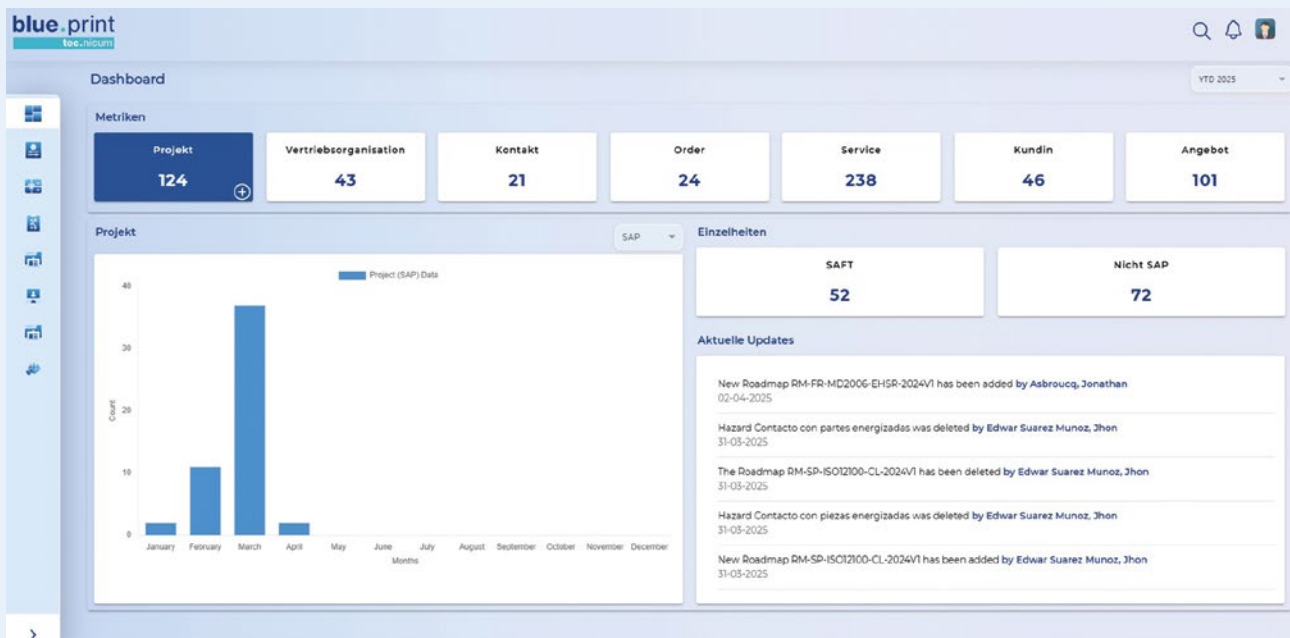 blue.print
tec.nicum
Dashboard
YTD 2025
Metriken
Projekt
124
Vertriebsorganisation
43
Kontakt
21
Order
24
Service
238
Kundin
46
Angebot
101
Projekt
SAP
Project (SAP) Data
Count
40
30
20
10
0
January February March April May June July August September October November December
Months
Einzelheiten
SAFT
52
Nicht SAP
72
Aktuelle Updates
New Roadmap RM-FR-MD2006-EHSR-2024V1 has been added by Asbroucq, Jonathan
02-04-2025
Hazard Contacto con partes energizadas was deleted by Edwar Suarez Munoz, Jhon
31-03-2025
The Roadmap RM-SP-ISO12100-CL-2024V1 has been deleted by Edwar Suarez Munoz, Jhon
31-03-2025
Hazard Contacto con piezas energizadas was deleted by Edwar Suarez Munoz, Jhon
31-03-2025
New Roadmap RM-SP-ISO12100-CL-2024V1 has been added by Edwar Suarez Munoz, Jhon
31-03-2025